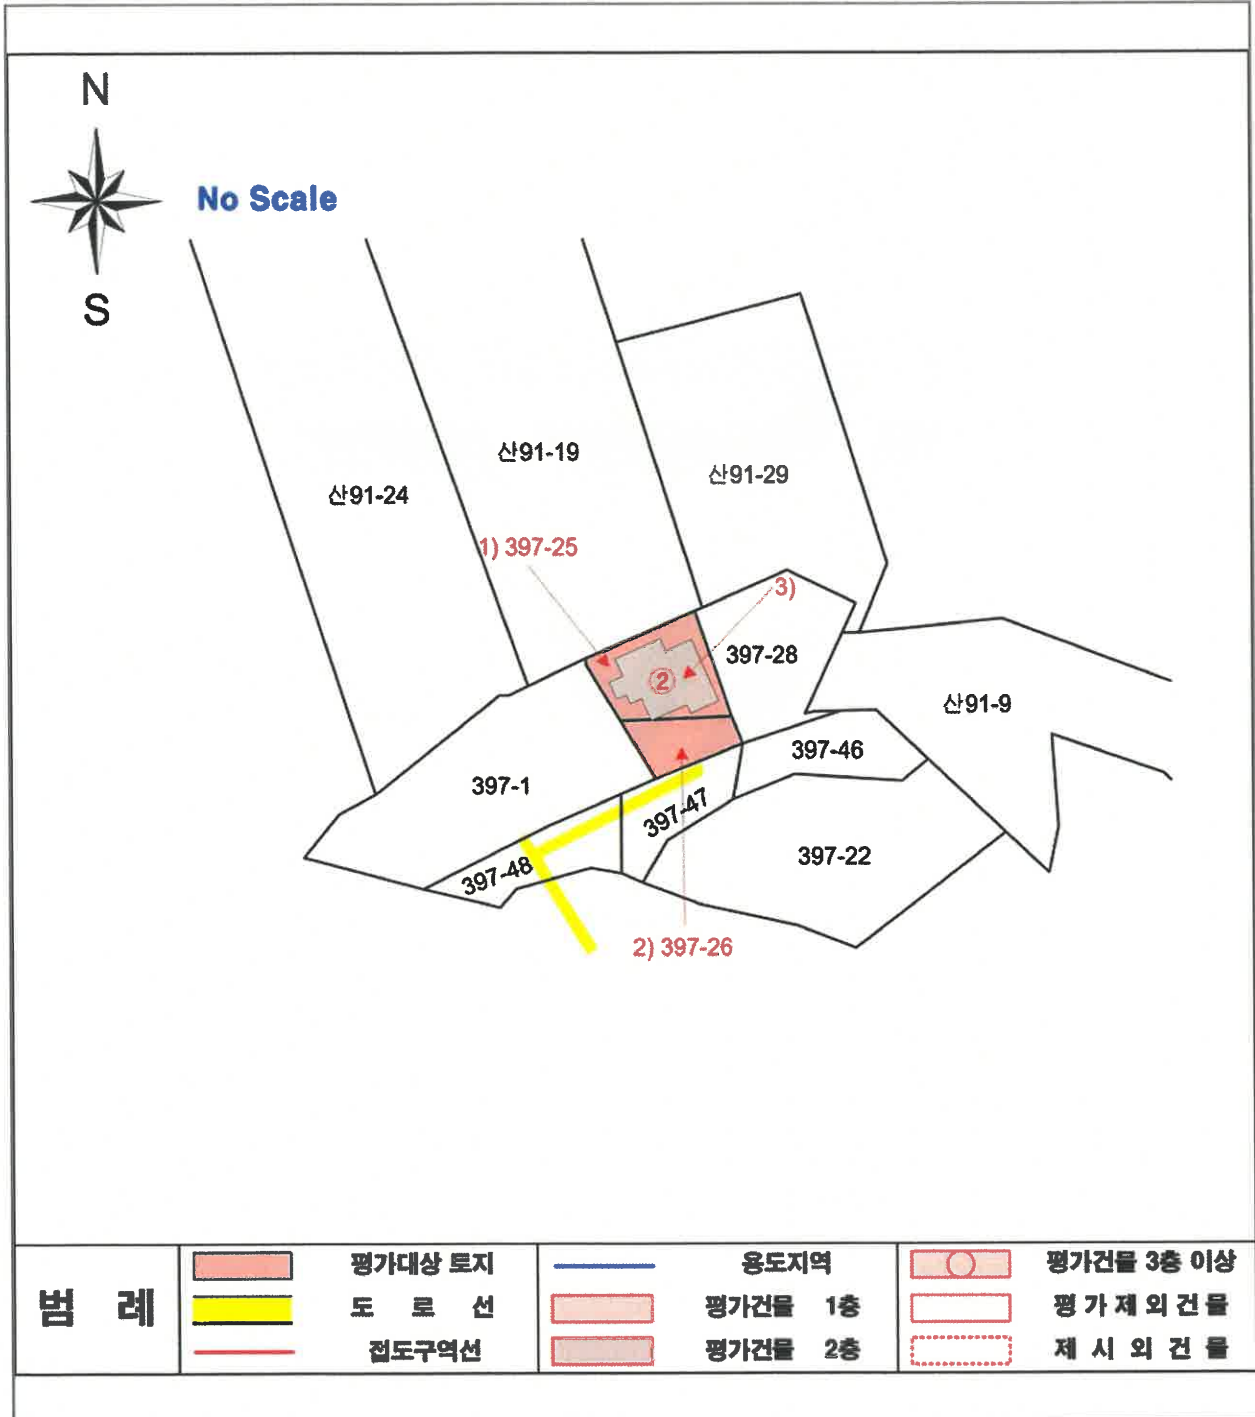 N
No Scale
S
산91-19
산91-29
산91-24
1) 397-25
3)
397-28
②
산91-9
397-46
397-1
397-47
397-22
397-48
2) 397-26
범 례
평가대상 토지
도 로 선
접도구역선
용도지역
평가건물 1층
평가건물 2층
평가건물 3층 이상
평가제외건물
제시외건물